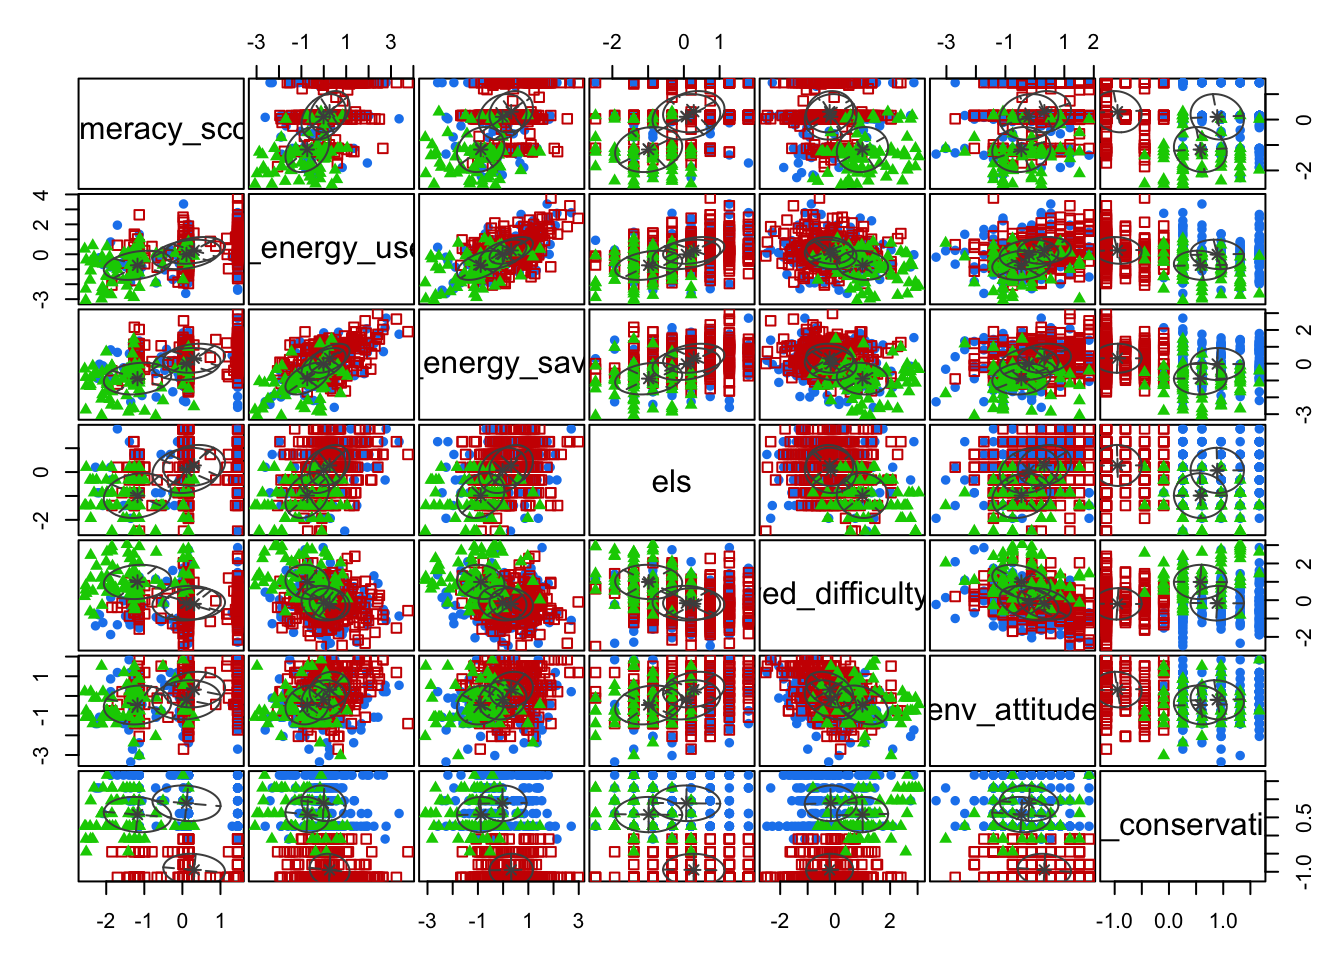 -3 -1 1 3 -2 0 1 -3 -1 1 2
meracy_sco 0 -2
4 2 0 -3 _energy_use
_energy_sav 2 0 -3
0 -2 els
ed_difficulty 2 0 -2
1 -1 -3 env_attitude
_conservati 0.5 -1.0
-2 -1 0 1 -3 -1 1 3 -2 0 2 -1.0 0.0 1.0